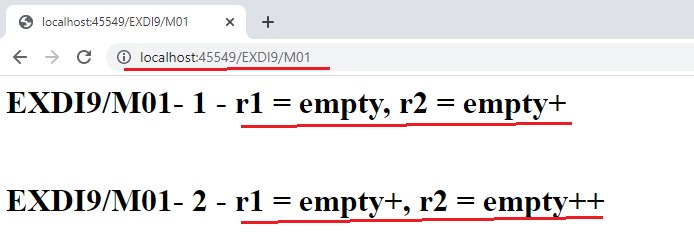 localhost:45549/EXDI9/M01
localhost:45549/EXDI9/M01
EXDI9/M01- 1 - r1 = empty, r2 = empty+
EXDI9/M01- 2 - r1 = empty+, r2 = empty++